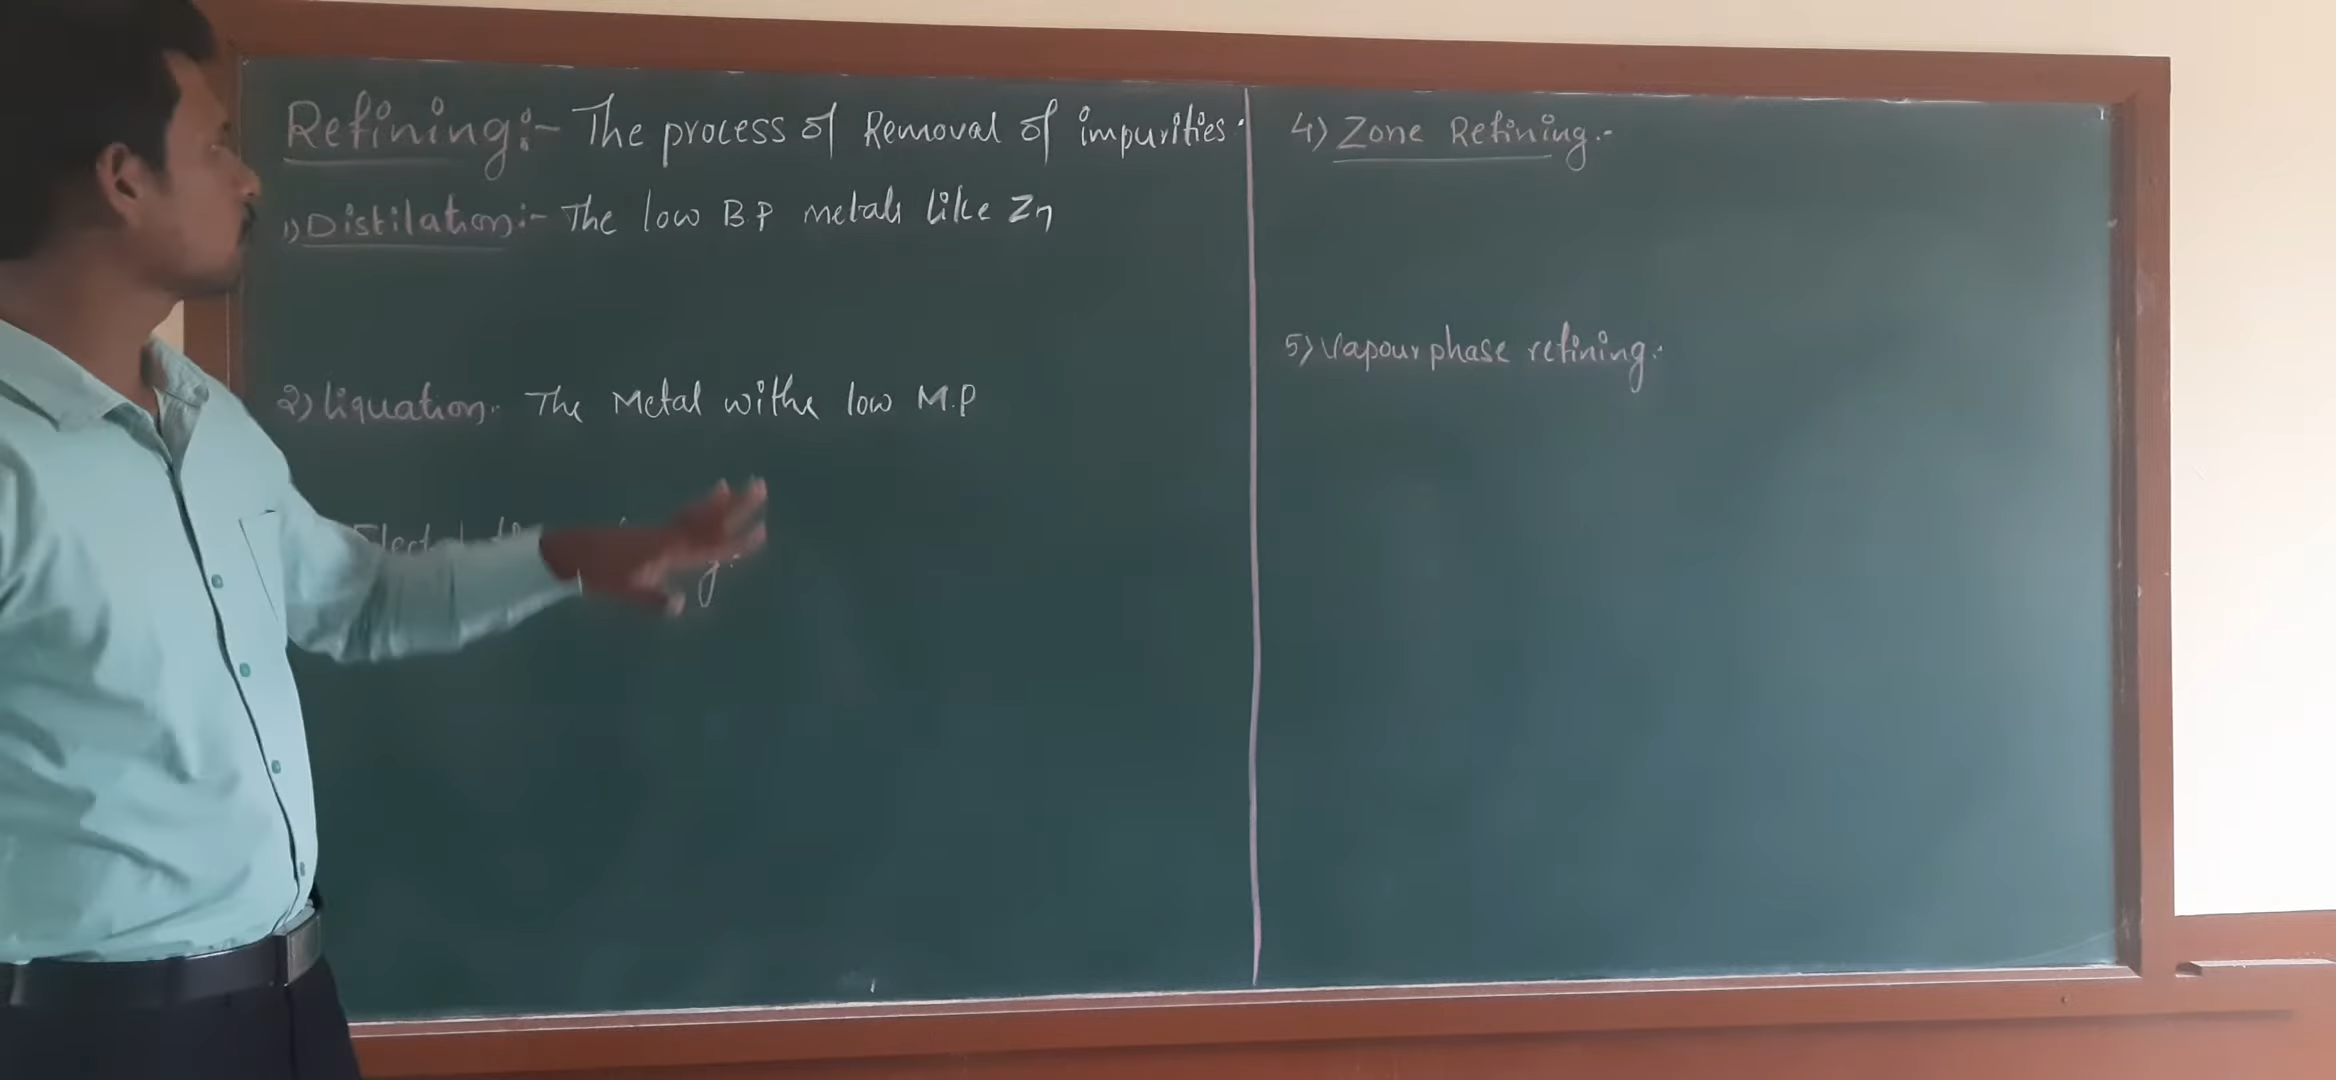 Refining:- The process of Removal of impurities.
1) Distilation:- The low B.P metals like Zn
2) liquation:- The Metal withe low M.P
4) Zone Refining:-
5) Vapour phase refining:-